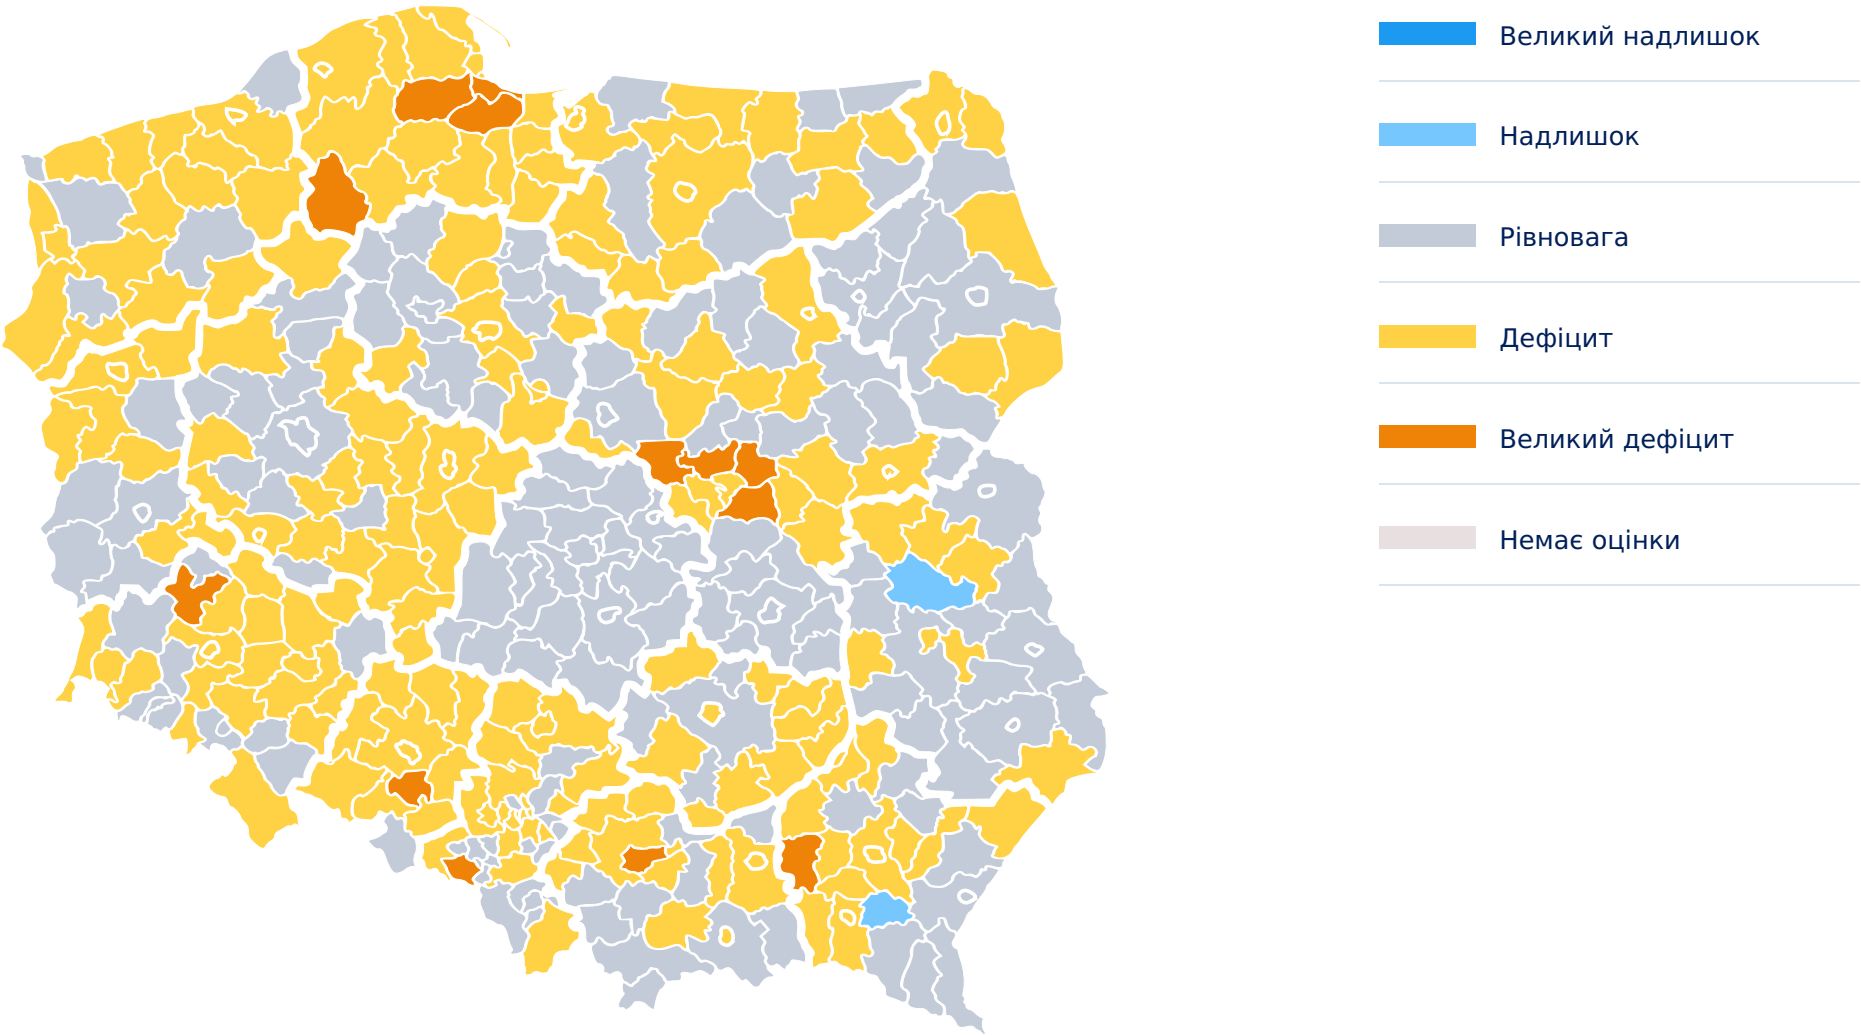 Великий надлишок
Надлишок
Рівновага
Дефіцит
Великий дефіцит
Немає оцінки